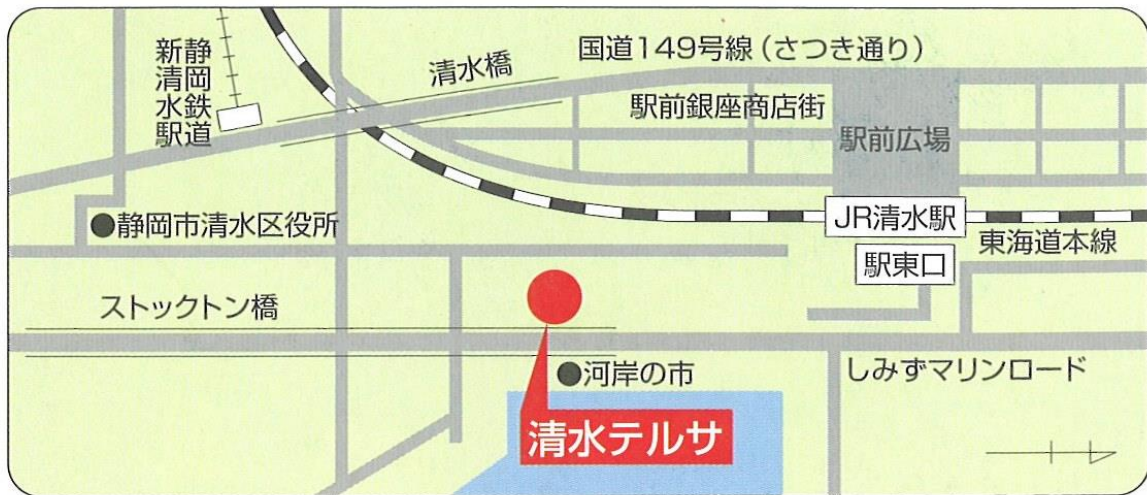 国道149号線（さつき通り）
清水橋
静岡鉄道
新清水駅
駅前銀座商店街
駅前広場
JR清水駅
●静岡市清水区役所
東海道本線
駅東口
ストックトン橋
●河岸の市
しみずマリンロード
清水テルサ